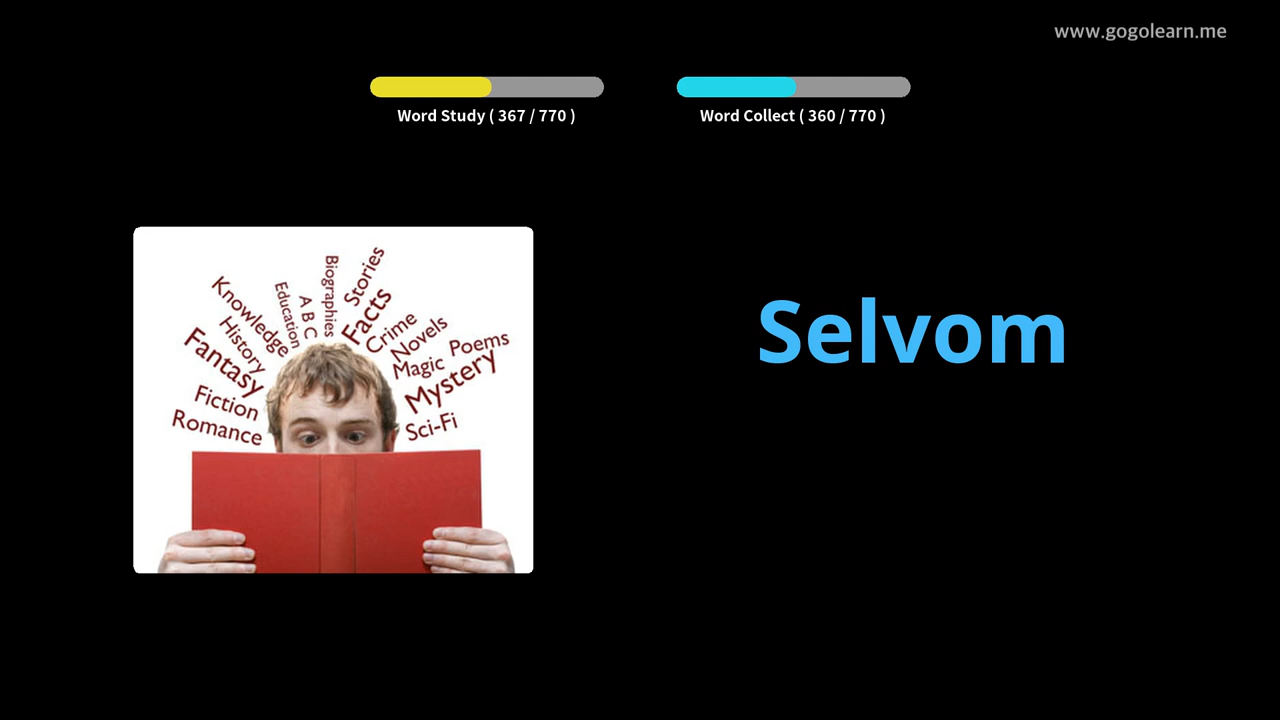 www.gogolearn.me
Word Study ( 367 / 770 )
Word Collect ( 360 / 770 )
Selvom
Biographies
Stories
Education
A B C
Facts
Knowledge
History
Crime
Novels
Poems
Fantasy
Magic
Mystery
Fiction
Romance
Sci-Fi